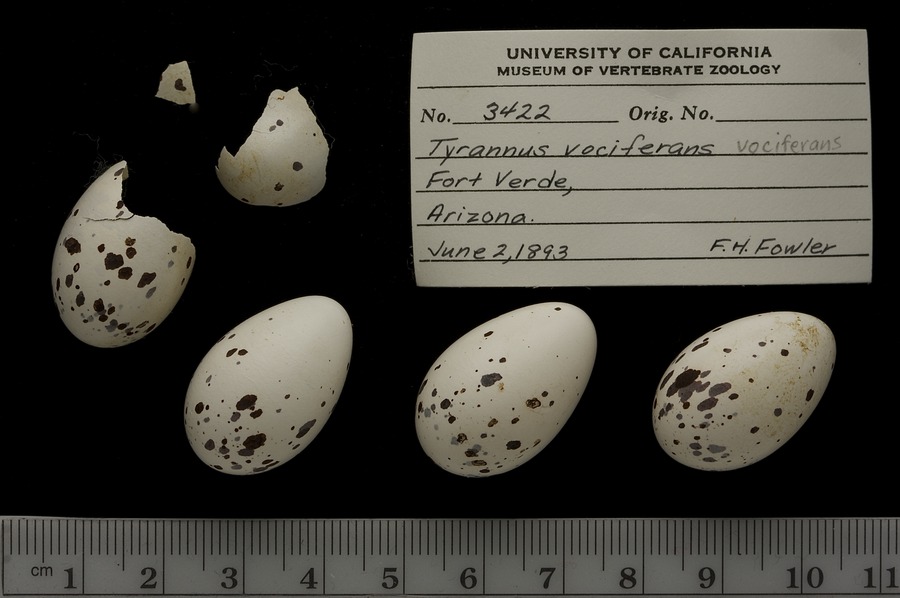 UNIVERSITY OF CALIFORNIA
MUSEUM OF VERTEBRATE ZOOLOGY
No. 3422 Orig. No.
Tyrannus vociferans vociferans
Fort Verde,
Arizona.
June 2, 1893 F.H. Fowler
cm 1 2 3 4 5 6 7 8 9 10 11